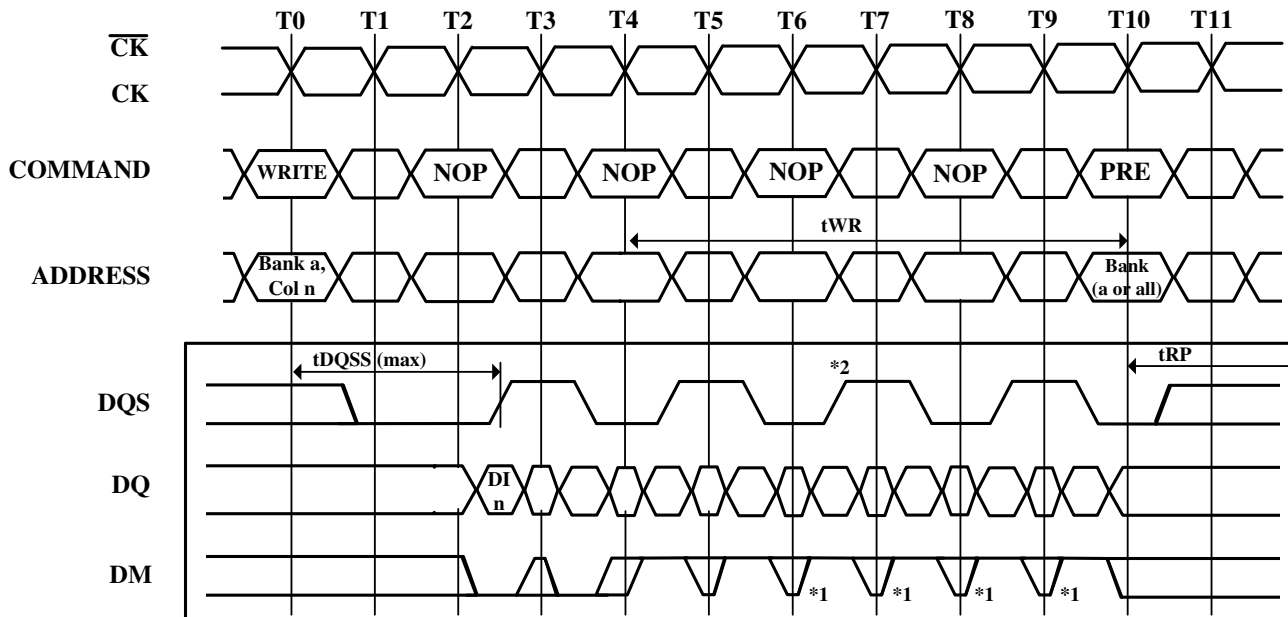 T0 T1 T2 T3 T4 T5 T6 T7 T8 T9 T10 T11
CK
CK
COMMAND WRITE NOP NOP NOP NOP PRE
tWR
ADDRESS Bank a, Col n Bank (a or all)
tDQSS (max) *2 tRP
DQS
DQ DI n
DM *1 *1 *1 *1